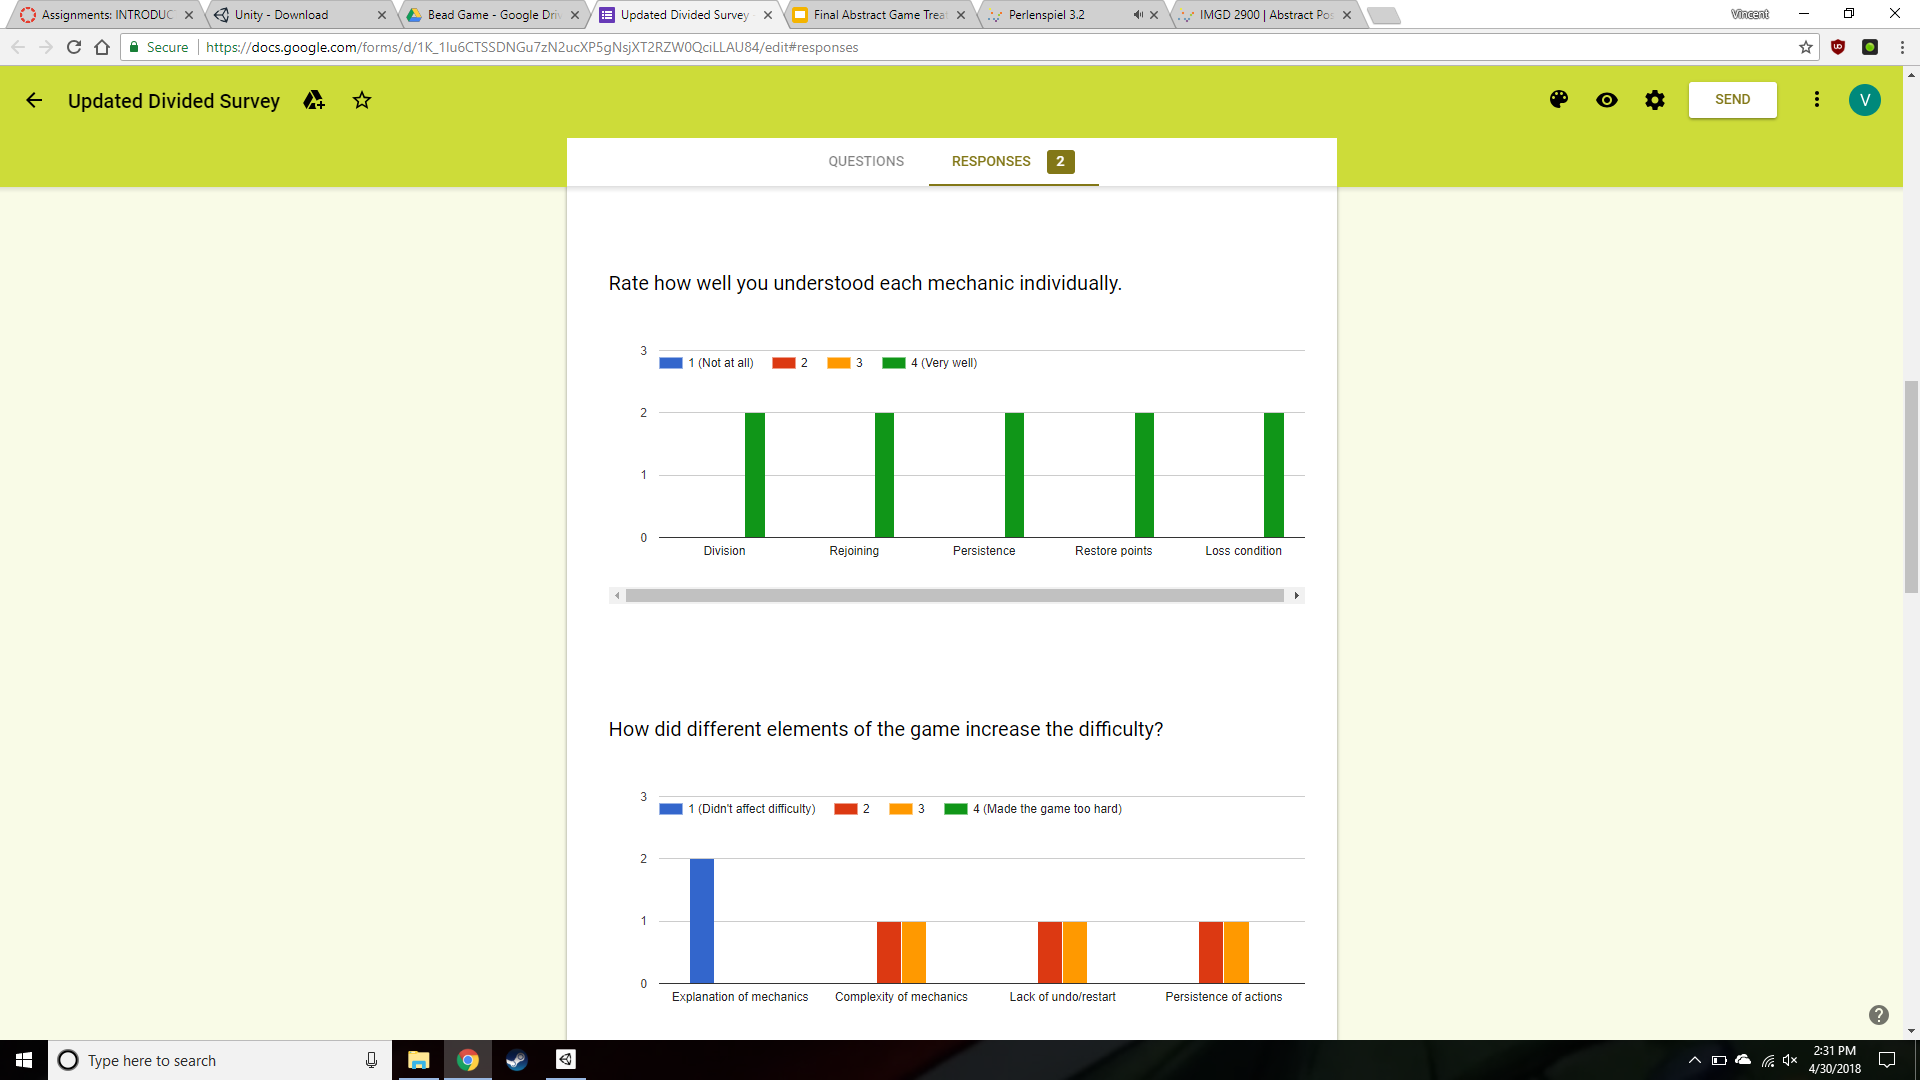 Assignments: INTRODUC
Unity - Download
Bead Game - Google Driv
Updated Divided Survey
Final Abstract Game Trea
Perlenspiel 3.2
IMGD 2900 | Abstract Pos
Vincent
Secure
https://docs.google.com/forms/d/1K_1lu6CTSSDNGu7zN2ucXP5gNsjXT2RZW0QciLLAU84/edit#responses
Updated Divided Survey
SEND
V
QUESTIONS
RESPONSES
2
Rate how well you understood each mechanic individually.
3
1 (Not at all) 2 3 4 (Very well)
2
1
0
Division Rejoining Persistence Restore points Loss condition
How did different elements of the game increase the difficulty?
3
1 (Didn't affect difficulty) 2 3 4 (Made the game too hard)
2
1
0
Explanation of mechanics Complexity of mechanics Lack of undo/restart Persistence of actions
Type here to search
2:31 PM
4/30/2018